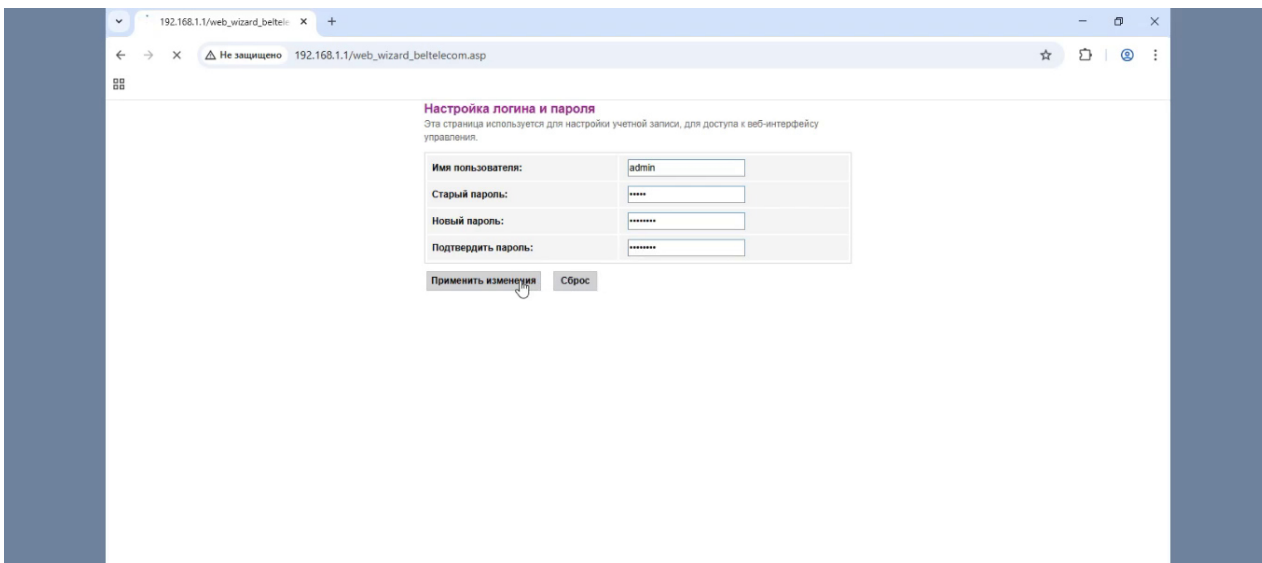 192.168.1.1/web_wizard_beltele
Не защищено 192.168.1.1/web_wizard_beltelecom.asp
Настройка логина и пароля
Эта страница используется для настройки учетной записи, для доступа к веб-интерфейсу
управления.
Имя пользователя: admin
Старый пароль: •••••
Новый пароль: ••••••••
Подтвердить пароль: ••••••••
Применить изменения Сброс